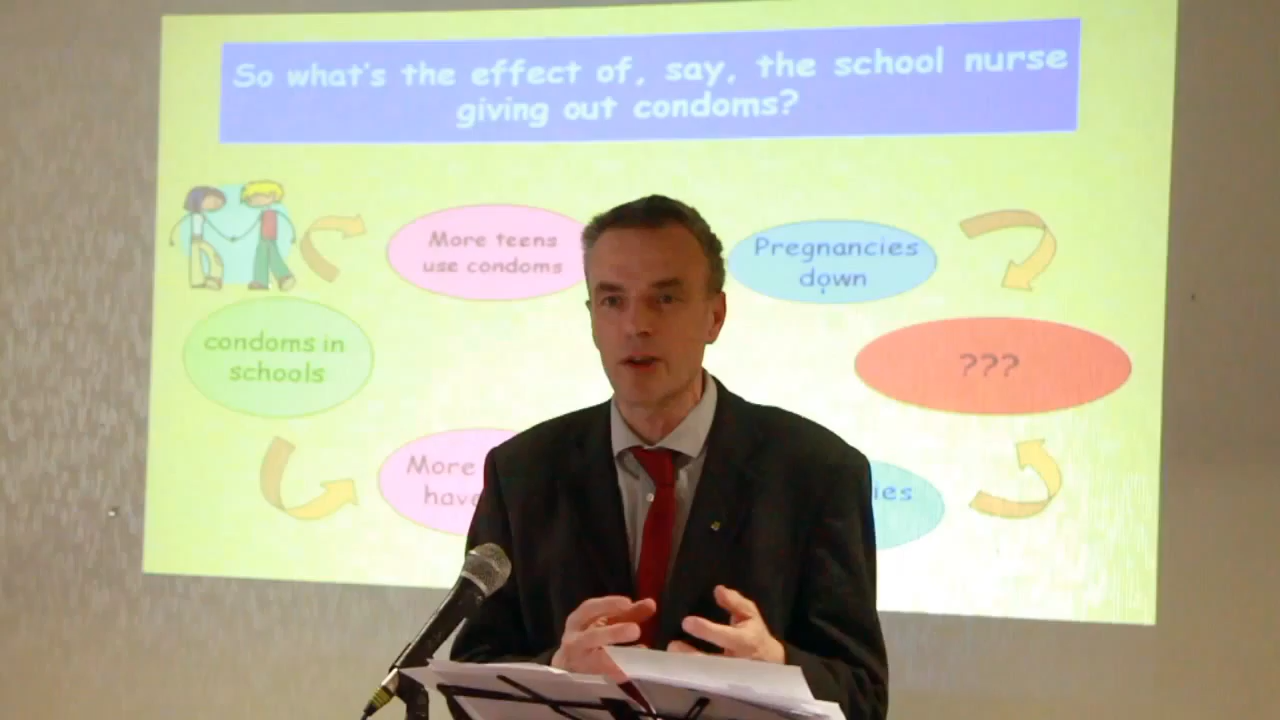 So what's the effect of, say, the school nurse
giving out condoms?
More teens
use condoms
Pregnancies
down
condoms in
schools
???
More
have
ies